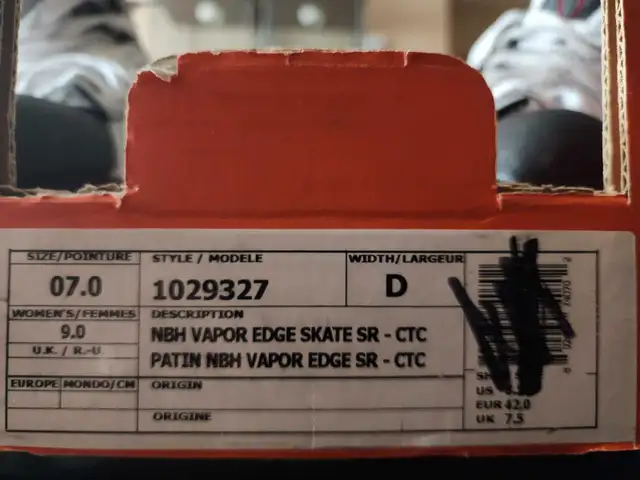 SIZE/POINTURE
07.0
STYLE / MODELE
1029327
WIDTH/LARGEUR
D
WOMEN'S/FEMMES
9.0
U.K. / R.-U
DESCRIPTION
NBH VAPOR EDGE SKATE SR - CTC
PATIN NBH VAPOR EDGE SR - CTC
EUROPE MONDO/CM
ORIGIN
ORIGINE
US
EUR 42.0
UK 7.5